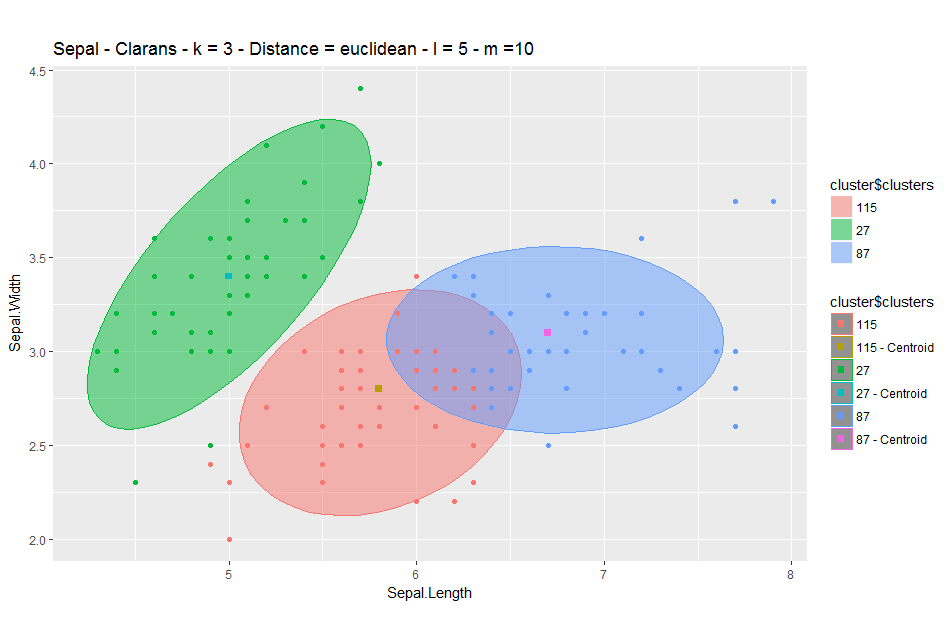 Sepal - Clarans - k = 3 - Distance = euclidean - l = 5 - m =10
4.5
4.0
3.5
3.0
2.5
2.0
Sepal.Width
5
6
7
8
Sepal.Length
cluster$clusters
115
27
87
cluster$clusters
115
115 - Centroid
27
27 - Centroid
87
87 - Centroid